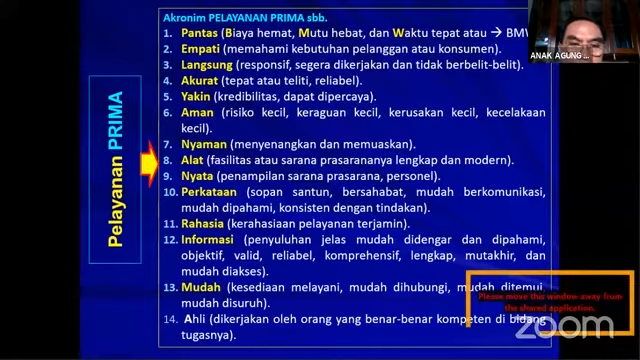 Akronim PELAYANAN PRIMA sbb.
1. Pantas (Biaya hemat, Mutu hebat, dan Waktu tepat atau → BMW
2. Empati (memahami kebutuhan pelanggan atau konsumen).
3. Langsung (responsif, segera dikerjakan dan tidak berbelit-belit).
4. Akurat (tepat atau teliti, reliabel).
5. Yakin (kredibilitas, dapat dipercaya).
6. Aman (risiko kecil, keraguan kecil, kerusakan kecil, kecelakaan
kecil).
7. Nyaman (menyenangkan dan memuaskan).
8. Alat (fasilitas atau sarana prasarananya lengkap dan modern).
9. Nyata (penampilan sarana prasarana, personel).
10. Perkataan (sopan santun, bersahabat, mudah berkomunikasi,
mudah dipahami, konsisten dengan tindakan).
11. Rahasia (kerahasiaan pelayanan terjamin).
12. Informasi (penyuluhan jelas mudah didengar dan dipahami,
objektif, valid, reliabel, komprehensif, lengkap, mutakhir, dan
mudah diakses).
13. Mudah (kesediaan melayani, mudah dihubungi, mudah ditemui,
mudah disuruh).
14. Ahli (dikerjakan oleh orang yang benar-benar kompeten di bidang
tugasnya).
Pelayanan PRIMA
ANAK AGUNG ...
Please move this window away from
the shared application.
zoom